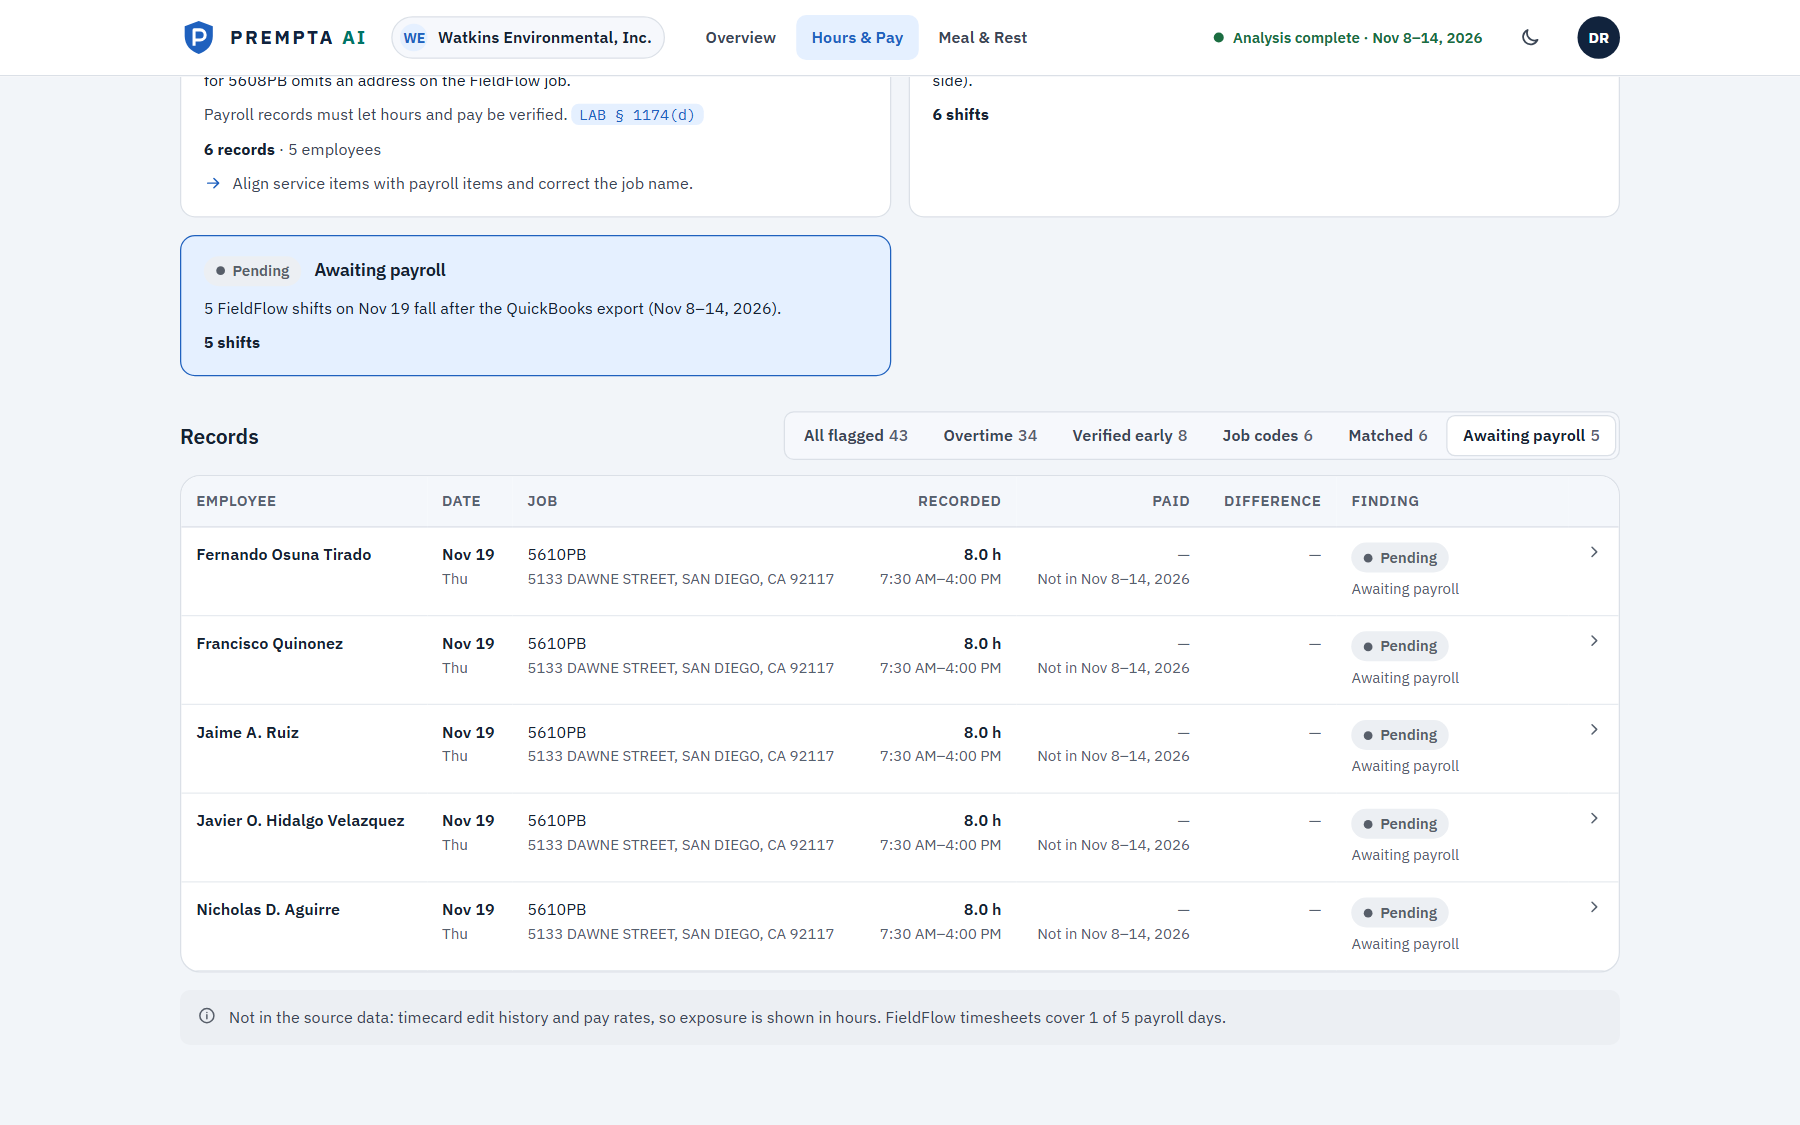 PREMPTA AI
WE Watkins Environmental, Inc.
Overview
Hours & Pay
Meal & Rest
Analysis complete · Nov 8–14, 2026
DR
for 5608PB omits an address on the FieldFlow job.
Payroll records must let hours and pay be verified. LAB § 1174(d)
6 records · 5 employees
→ Align service items with payroll items and correct the job name.
side).
6 shifts
Pending Awaiting payroll
5 FieldFlow shifts on Nov 19 fall after the QuickBooks export (Nov 8–14, 2026).
5 shifts
Records
All flagged 43
Overtime 34
Verified early 8
Job codes 6
Matched 6
Awaiting payroll 5
EMPLOYEE DATE JOB RECORDED PAID DIFFERENCE FINDING
Fernando Osuna Tirado Nov 19 5610PB 8.0 h — — Pending
Thu 5133 DAWNE STREET, SAN DIEGO, CA 92117 7:30 AM–4:00 PM Not in Nov 8–14, 2026 Awaiting payroll
Francisco Quinonez Nov 19 5610PB 8.0 h — — Pending
Thu 5133 DAWNE STREET, SAN DIEGO, CA 92117 7:30 AM–4:00 PM Not in Nov 8–14, 2026 Awaiting payroll
Jaime A. Ruiz Nov 19 5610PB 8.0 h — — Pending
Thu 5133 DAWNE STREET, SAN DIEGO, CA 92117 7:30 AM–4:00 PM Not in Nov 8–14, 2026 Awaiting payroll
Javier O. Hidalgo Velazquez Nov 19 5610PB 8.0 h — — Pending
Thu 5133 DAWNE STREET, SAN DIEGO, CA 92117 7:30 AM–4:00 PM Not in Nov 8–14, 2026 Awaiting payroll
Nicholas D. Aguirre Nov 19 5610PB 8.0 h — — Pending
Thu 5133 DAWNE STREET, SAN DIEGO, CA 92117 7:30 AM–4:00 PM Not in Nov 8–14, 2026 Awaiting payroll
Not in the source data: timecard edit history and pay rates, so exposure is shown in hours. FieldFlow timesheets cover 1 of 5 payroll days.